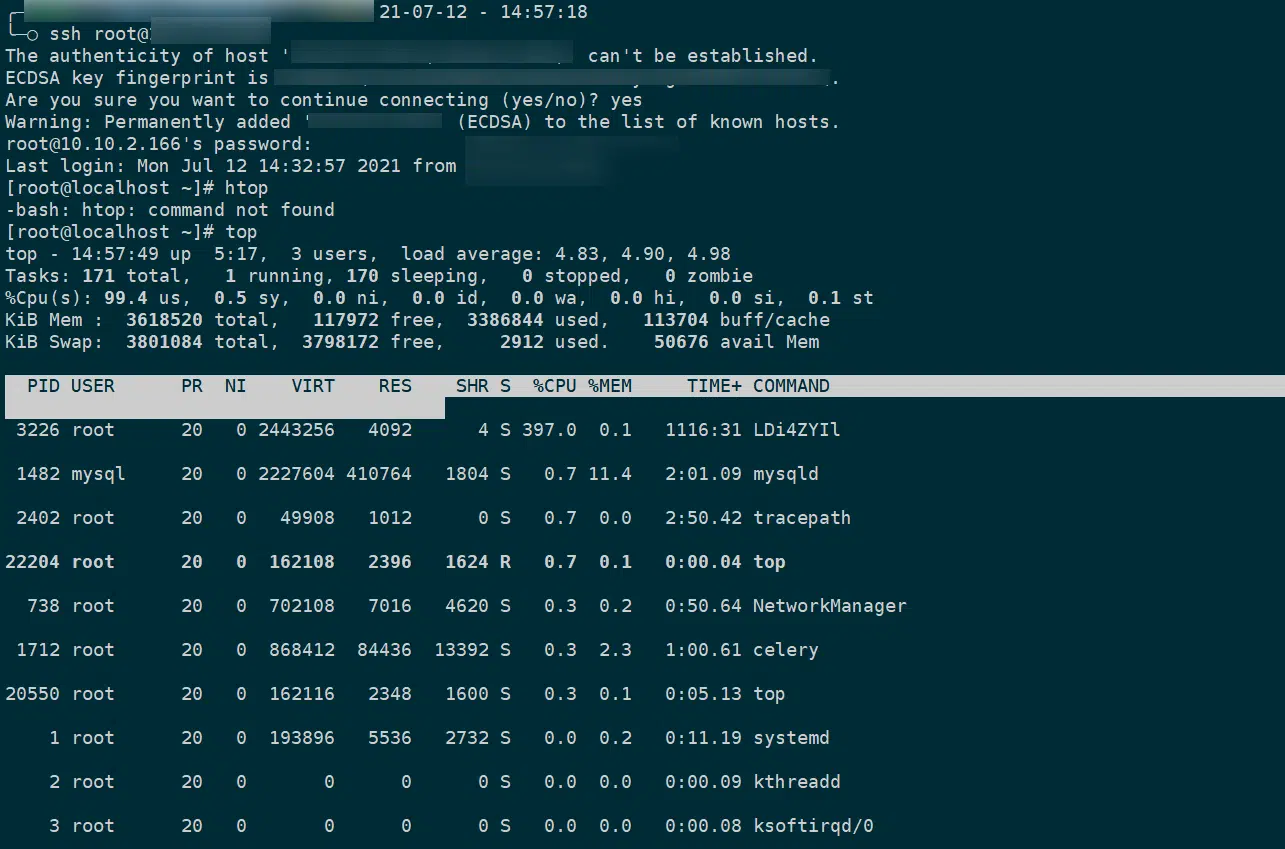 21-07-12 - 14:57:18
ssh root@
The authenticity of host ' can't be established.
ECDSA key fingerprint is .
Are you sure you want to continue connecting (yes/no)? yes
Warning: Permanently added ' (ECDSA) to the list of known hosts.
root@10.10.2.166's password:
Last login: Mon Jul 12 14:32:57 2021 from
[root@localhost ~]# htop
-bash: htop: command not found
[root@localhost ~]# top
top - 14:57:49 up  5:17,  3 users,  load average: 4.83, 4.90, 4.98
Tasks: 171 total,   1 running, 170 sleeping,   0 stopped,   0 zombie
%Cpu(s): 99.4 us,  0.5 sy,  0.0 ni,  0.0 id,  0.0 wa,  0.0 hi,  0.0 si,  0.1 st
KiB Mem :  3618520 total,   117972 free,  3386844 used,   113704 buff/cache
KiB Swap:  3801084 total,  3798172 free,     2912 used.    50676 avail Mem
PID USER      PR  NI    VIRT    RES    SHR S  %CPU %MEM     TIME+ COMMAND
3226 root      20   0 2443256   4092      4 S 397.0  0.1   1116:31 LDi4ZYIl
1482 mysql     20   0 2227604 410764   1804 S   0.7 11.4   2:01.09 mysqld
2402 root      20   0   49908   1012      0 S   0.7  0.0   2:50.42 tracepath
22204 root      20   0  162108   2396   1624 R   0.7  0.1   0:00.04 top
738 root      20   0  702108   7016   4620 S   0.3  0.2   0:50.64 NetworkManager
1712 root      20   0  868412  84436  13392 S   0.3  2.3   1:00.61 celery
20550 root      20   0  162116   2348   1600 S   0.3  0.1   0:05.13 top
1 root      20   0  193896   5536   2732 S   0.0  0.2   0:11.19 systemd
2 root      20   0       0      0      0 S   0.0  0.0   0:00.09 kthreadd
3 root      20   0       0      0      0 S   0.0  0.0   0:00.08 ksoftirqd/0